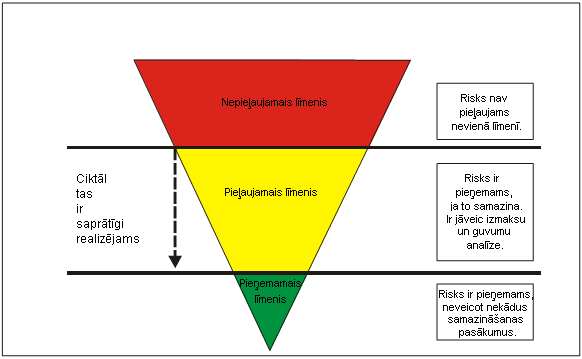 Nepieļaujamais līmenis
Risks nav
pieļaujams
nevienā līmenī.
Ciktāl
tas
ir
saprātīgi
realizējams
Pieļaujamais līmenis
Risks ir
pieņemams,
ja to samazina.
Ir jāveic izmaksu
un guvumu
analīze.
Pieņemamais
līmenis
Risks ir pieņemams,
neveicot nekādus
samazināšanas
pasākumus.